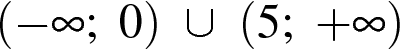 (−∞; 0) ∪ (5; +∞)